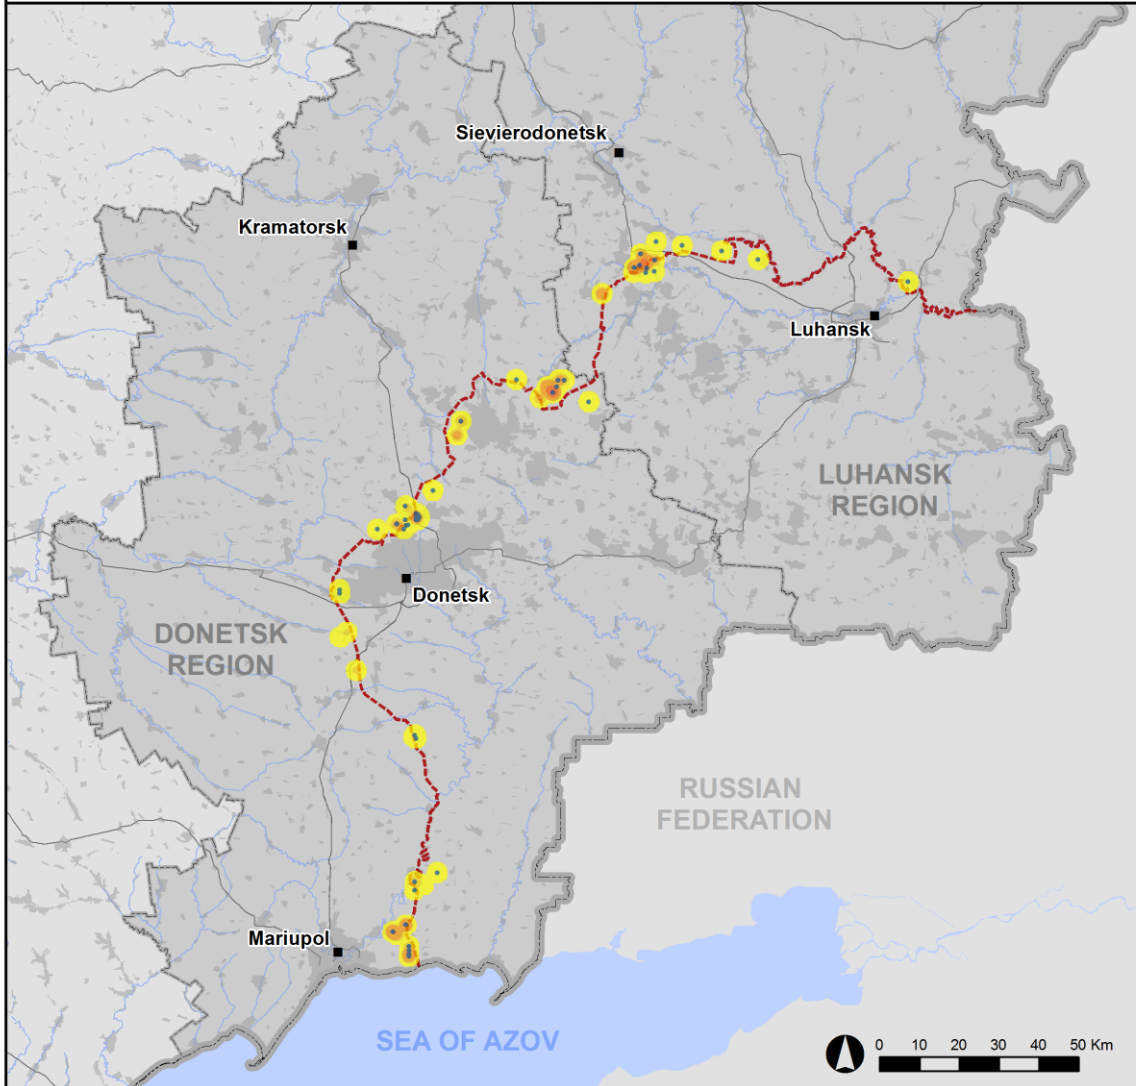 Sievierodonetsk
Kramatorsk
Luhansk
LUHANSK
REGION
Donetsk
DONETSK
REGION
RUSSIAN
FEDERATION
Mariupol
SEA OF AZOV
0 10 20 30 40 50 Km